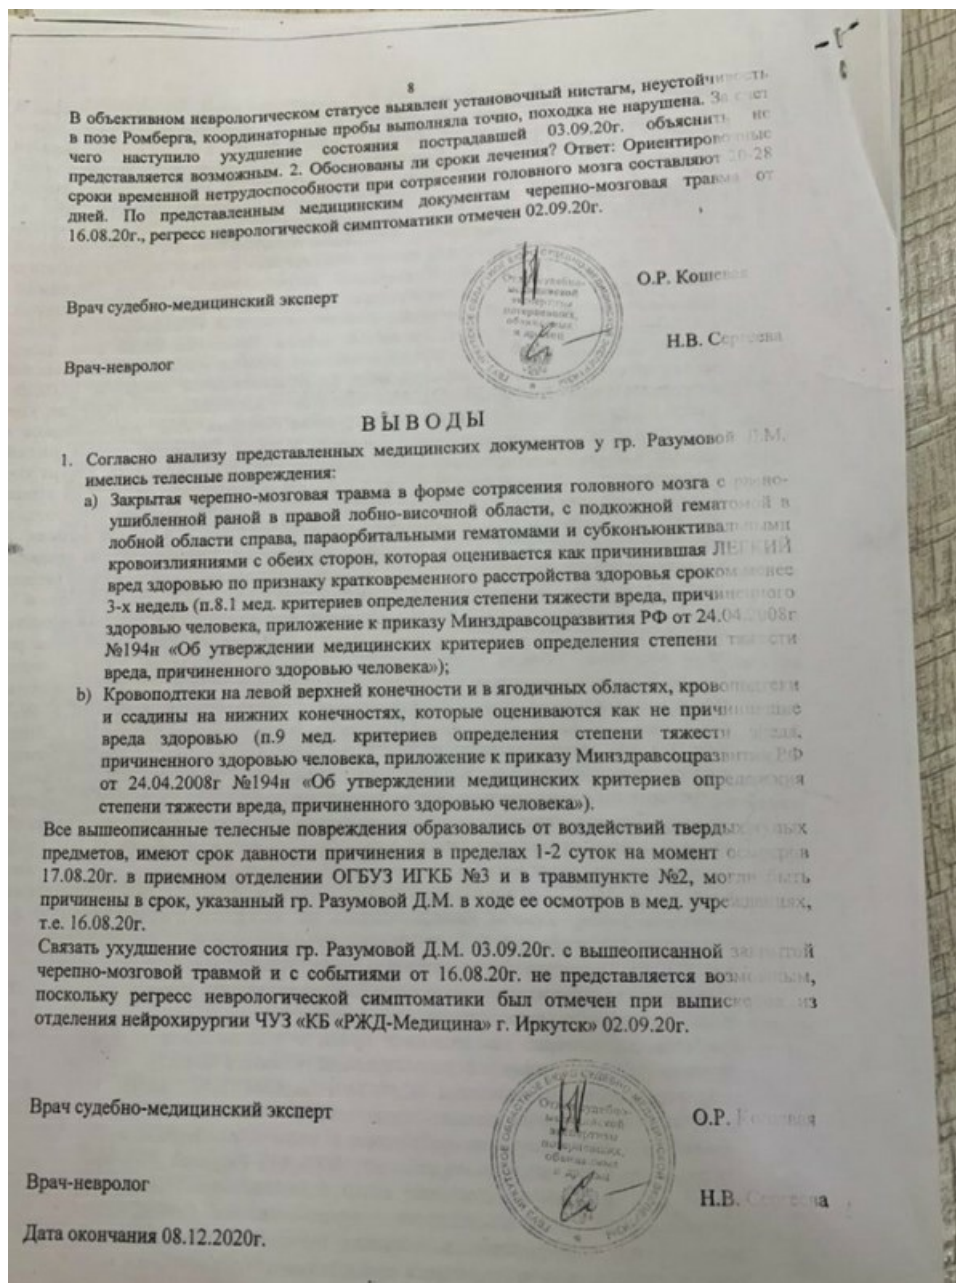 8
В объективном неврологическом статусе выявлен установочный нистагм, неустойчивость
в позе Ромберга, координаторные пробы выполняла точно, походка не нарушена. За счет
чего наступило ухудшение состояния пострадавшей 03.09.20г. объяснить не
представляется возможным. 2. Обоснованы ли сроки лечения? Ответ: Ориентировочные
сроки временной нетрудоспособности при сотрясении головного мозга составляют 20-28
дней. По представленным медицинским документам черепно-мозговая травма от
16.08.20г., регресс неврологической симптоматики отмечен 02.09.20г.
Врач судебно-медицинский эксперт
О.Р. Кошевая
Врач-невролог
Н.В. Сергеева
ВЫВОДЫ
1. Согласно анализу представленных медицинских документов у гр. Разумовой Д.М.
имелись телесные повреждения:
a) Закрытая черепно-мозговая травма в форме сотрясения головного мозга с рвано-
ушибленной раной в правой лобно-височной области, с подкожной гематомой в
лобной области справа, параорбитальными гематомами и субконъюнктивальными
кровоизлияниями с обеих сторон, которая оценивается как причинившая ЛЕГКИЙ
вред здоровью по признаку кратковременного расстройства здоровья сроком менее
3-х недель (п.8.1 мед. критериев определения степени тяжести вреда, причиненного
здоровью человека, приложение к приказу Минздравсоцразвития РФ от 24.04.2008г
№194н «Об утверждении медицинских критериев определения степени тяжести
вреда, причиненного здоровью человека»);
b) Кровоподтеки на левой верхней конечности и в ягодичных областях, кровоподтеки
и ссадины на нижних конечностях, которые оцениваются как не причинившие
вреда здоровью (п.9 мед. критериев определения степени тяжести вреда,
причиненного здоровью человека, приложение к приказу Минздравсоцразвития РФ
от 24.04.2008г №194н «Об утверждении медицинских критериев определения
степени тяжести вреда, причиненного здоровью человека»).
Все вышеописанные телесные повреждения образовались от воздействий твердых тупых
предметов, имеют срок давности причинения в пределах 1-2 суток на момент осмотров
17.08.20г. в приемном отделении ОГБУЗ ИГКБ №3 и в травмпункте №2, могли быть
причинены в срок, указанный гр. Разумовой Д.М. в ходе ее осмотров в мед. учреждениях,
т.е. 16.08.20г.
Связать ухудшение состояния гр. Разумовой Д.М. 03.09.20г. с вышеописанной закрытой
черепно-мозговой травмой и с событиями от 16.08.20г. не представляется возможным,
поскольку регресс неврологической симптоматики был отмечен при выписке из
отделения нейрохирургии ЧУЗ «КБ «РЖД-Медицина» г. Иркутск» 02.09.20г.
Врач судебно-медицинский эксперт
О.Р. Кошевая
Врач-невролог
Н.В. Сергеева
Дата окончания 08.12.2020г.